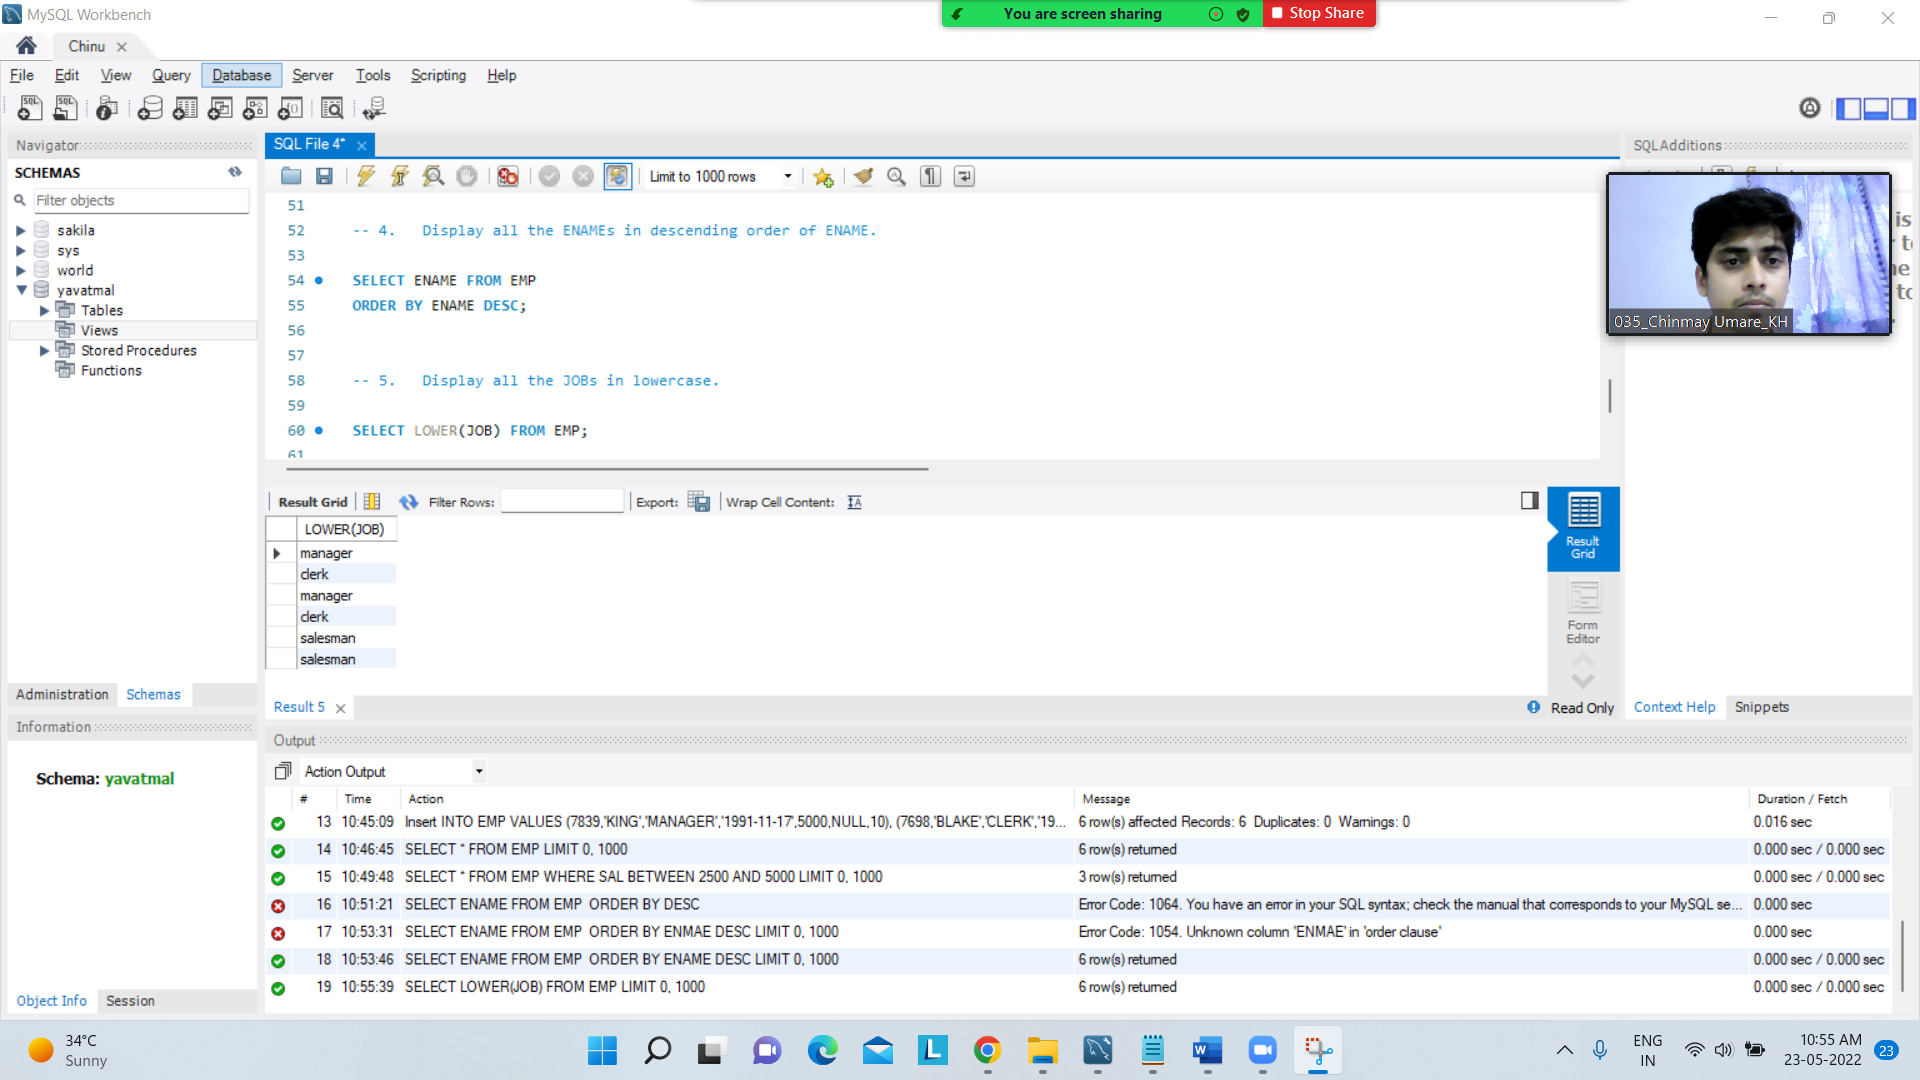 MySQL Workbench
You are screen sharing
Stop Share
Chinu
File Edit View Query Database Server Tools Scripting Help
Navigator
SCHEMAS
Filter objects
sakila
sys
world
yavatmal
Tables
Views
Stored Procedures
Functions
Administration Schemas
Information
Schema: yavatmal
Object Info Session
SQL File 4*
Limit to 1000 rows
51
52 -- 4. Display all the ENAMEs in descending order of ENAME.
53
54 SELECT ENAME FROM EMP
55 ORDER BY ENAME DESC;
56
57
58 -- 5. Display all the JOBs in lowercase.
59
60 SELECT LOWER(JOB) FROM EMP;
61
Result Grid Filter Rows: Export: Wrap Cell Content:
LOWER(JOB)
manager
clerk
manager
clerk
salesman
salesman
Result Grid
Form Editor
Result 5
Read Only
SQLAdditions
035_Chinmay Umare_KH
Context Help Snippets
Output
Action Output
# Time Action Message Duration / Fetch
13 10:45:09 Insert INTO EMP VALUES (7839,'KING','MANAGER','1991-11-17',5000,NULL,10), (7698,'BLAKE','CLERK','19... 6 row(s) affected Records: 6 Duplicates: 0 Warnings: 0 0.016 sec
14 10:46:45 SELECT * FROM EMP LIMIT 0, 1000 6 row(s) returned 0.000 sec / 0.000 sec
15 10:49:48 SELECT * FROM EMP WHERE SAL BETWEEN 2500 AND 5000 LIMIT 0, 1000 3 row(s) returned 0.000 sec / 0.000 sec
16 10:51:21 SELECT ENAME FROM EMP ORDER BY DESC Error Code: 1064. You have an error in your SQL syntax; check the manual that corresponds to your MySQL se... 0.000 sec
17 10:53:31 SELECT ENAME FROM EMP ORDER BY ENMAE DESC LIMIT 0, 1000 Error Code: 1054. Unknown column 'ENMAE' in 'order clause' 0.000 sec
18 10:53:46 SELECT ENAME FROM EMP ORDER BY ENAME DESC LIMIT 0, 1000 6 row(s) returned 0.000 sec / 0.000 sec
19 10:55:39 SELECT LOWER(JOB) FROM EMP LIMIT 0, 1000 6 row(s) returned 0.000 sec / 0.000 sec
34°C
Sunny
ENG
IN
10:55 AM
23-05-2022
23